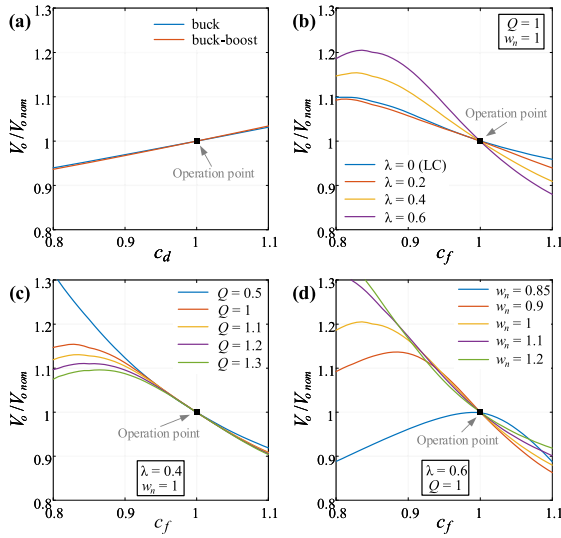 (a)
buck
buck-boost
V_o/V_o nom
1.3
1.2
1.1
1
0.9
0.8
Operation point
0.8
0.9
1
1.1
c_d
(b)
Q = 1
w_n = 1
V_o/V_o nom
1.3
1.2
1.1
1
0.9
0.8
Operation point
λ = 0 (LC)
λ = 0.2
λ = 0.4
λ = 0.6
0.8
0.9
1
1.1
c_f
(c)
Q = 0.5
Q = 1
Q = 1.1
Q = 1.2
Q = 1.3
V_o/V_o nom
1.3
1.2
1.1
1
0.9
0.8
Operation point
λ = 0.4
w_n = 1
0.8
0.9
1
1.1
c_f
(d)
w_n = 0.85
w_n = 0.9
w_n = 1
w_n = 1.1
w_n = 1.2
V_o/V_o nom
1.3
1.2
1.1
1
0.9
0.8
Operation point
λ = 0.6
Q = 1
0.8
0.9
1
1.1
c_f